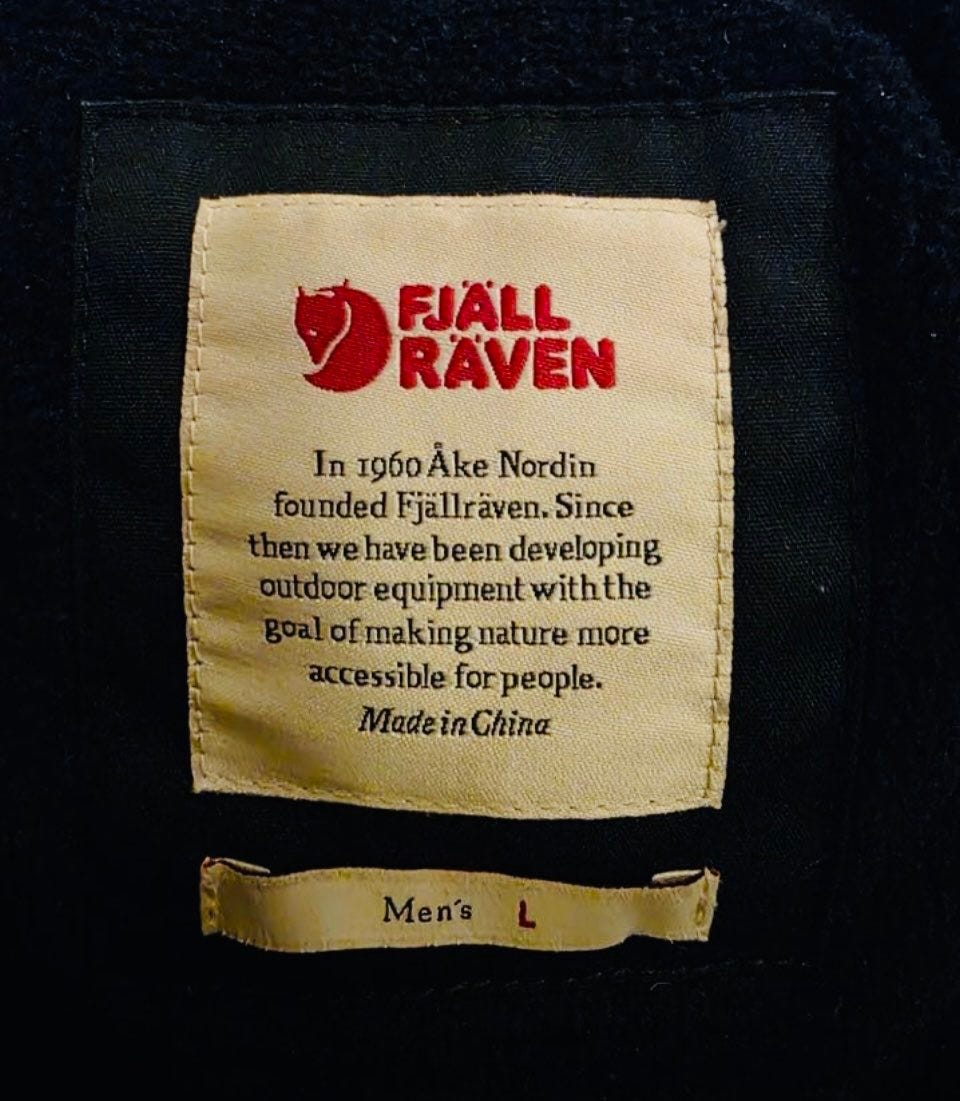 FJÄLL
RÄVEN
In 1960 Åke Nordin
founded Fjällräven. Since
then we have been developing
outdoor equipment with the
goal of making nature more
accessible for people.
Made in China
Men's L